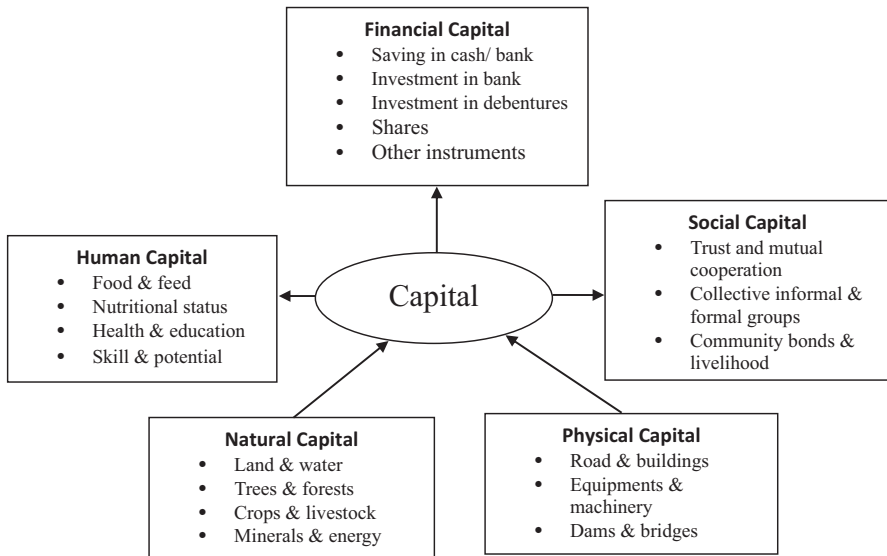 Financial Capital
• Saving in cash/ bank
• Investment in bank
• Investment in debentures
• Shares
• Other instruments
Human Capital
• Food & feed
• Nutritional status
• Health & education
• Skill & potential
Capital
Social Capital
• Trust and mutual
cooperation
• Collective informal &
formal groups
• Community bonds &
livelihood
Natural Capital
• Land & water
• Trees & forests
• Crops & livestock
• Minerals & energy
Physical Capital
• Road & buildings
• Equipments &
machinery
• Dams & bridges